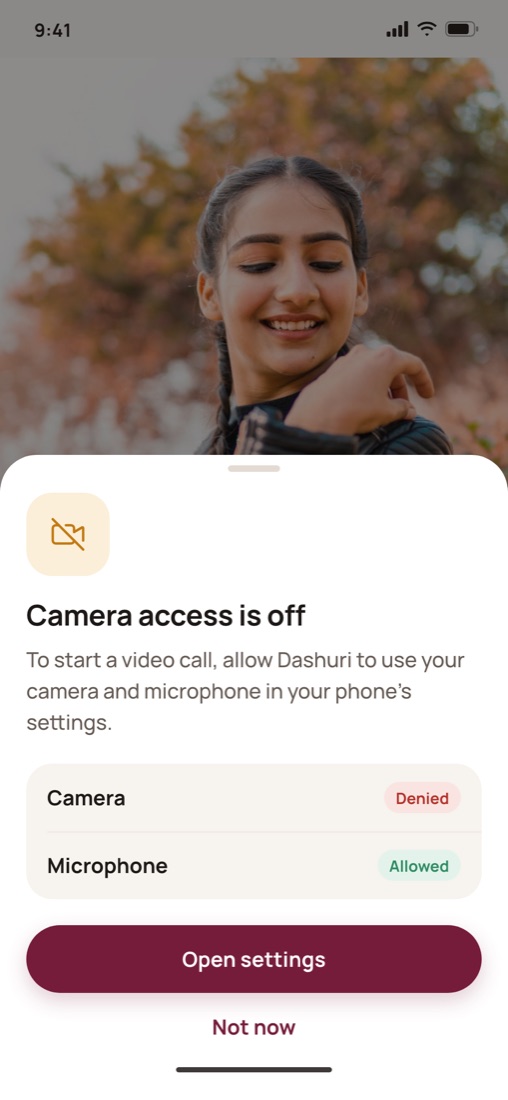 9:41
Camera access is off
To start a video call, allow Dashuri to use your
camera and microphone in your phone’s
settings.
Camera
Denied
Microphone
Allowed
Open settings
Not now